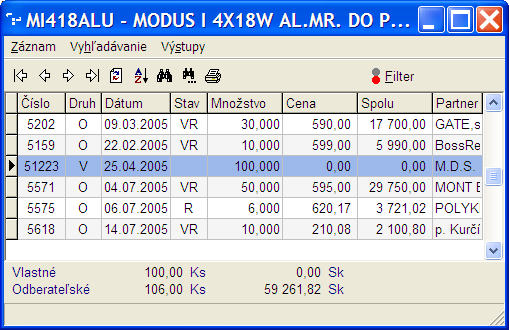 MI418ALU - MODUS I 4X18W AL.MR. DO P...
Záznam Vyhľadávanie Výstupy
Filter
Číslo Druh Dátum Stav Množstvo Cena Spolu Partner
5202 O 09.03.2005 VR 30,000 590,00 17 700,00 GATE,s
5159 O 22.02.2005 VR 10,000 599,00 5 990,00 BossRe
51223 V 25.04.2005 100,000 0,00 0,00 M.D.S.
5571 O 04.07.2005 VR 50,000 595,00 29 750,00 MONT E
5575 O 06.07.2005 R 6,000 620,17 3 721,02 POLYK
5618 O 14.07.2005 VR 10,000 210,08 2 100,80 p. Kurčí
Vlastné 100,00 Ks 0,00 Sk
Odberateľské 106,00 Ks 59 261,82 Sk